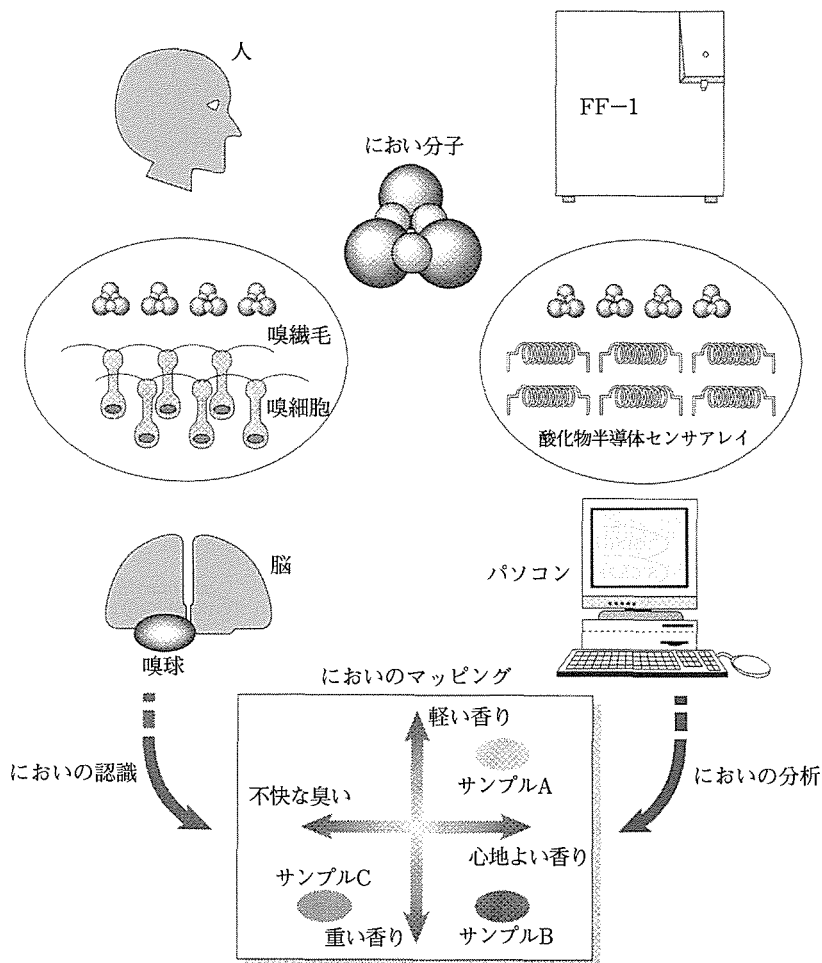 人
FF-1
におい分子
嗅繊毛
嗅細胞
酸化物半導体センサアレイ
脳
嗅球
パソコン
においのマッピング
においの認識
においの分析
軽い香り
サンプルA
不快な臭い
心地よい香り
サンプルC
重い香り
サンプルB